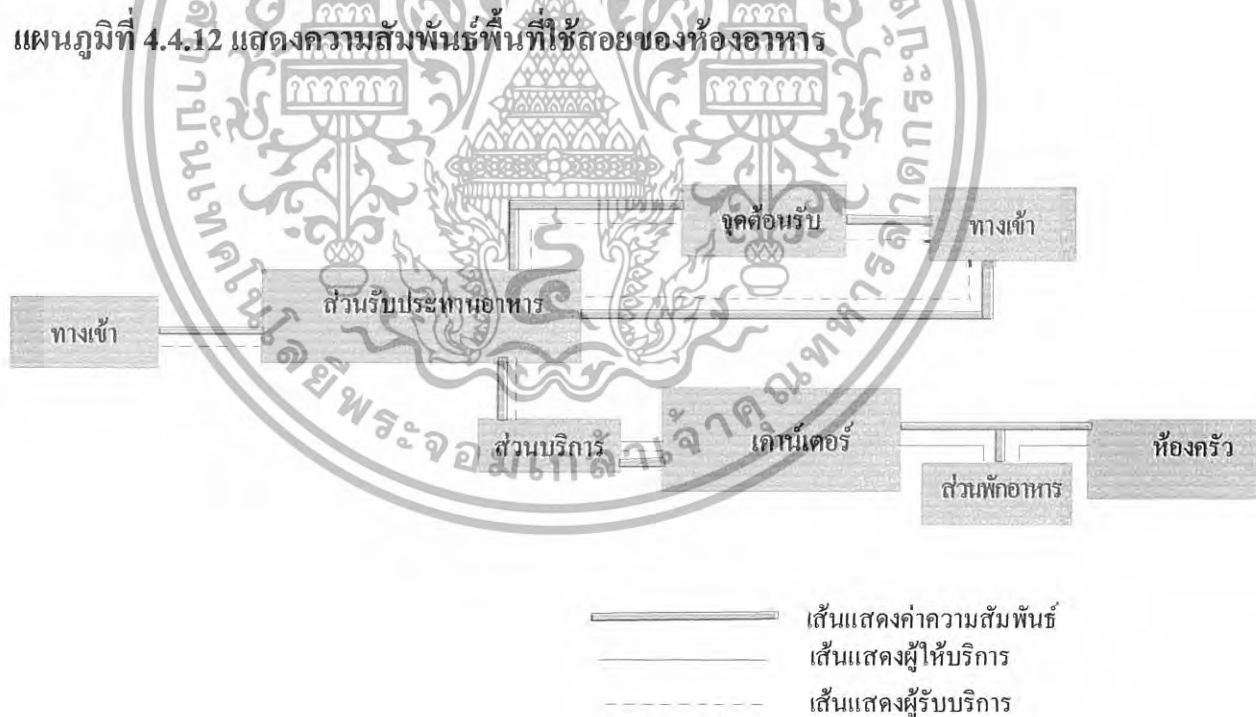 แผนภูมิที่ 4.4.12 แสดงความสัมพันธ์พื้นที่ใช้สอยของห้องอาหาร
จุดต้อนรับ
ทางเข้า
ส่วนรับประทานอาหาร
ทางเข้า
ส่วนบริการ
เคาน์เตอร์
ห้องครัว
ส่วนพักอาหาร
เส้นแสดงค่าความสัมพันธ์
เส้นแสดงผู้ให้บริการ
เส้นแสดงผู้รับบริการ